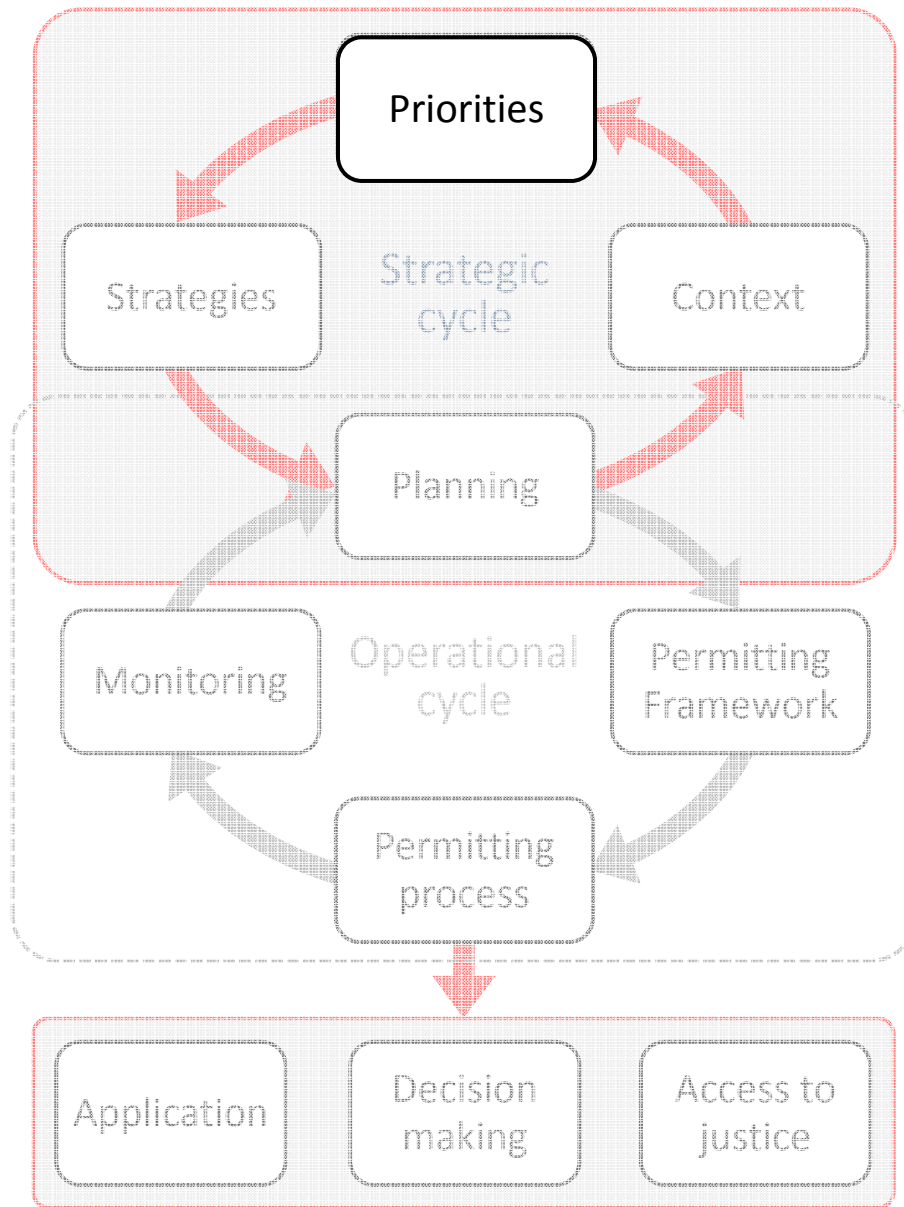 Priorities
Strategies
Strategic
cycle
Context
Planning
Monitoring
Operational
cycle
Permitting
Framework
Permitting
process
Application
Decision
making
Access to
justice